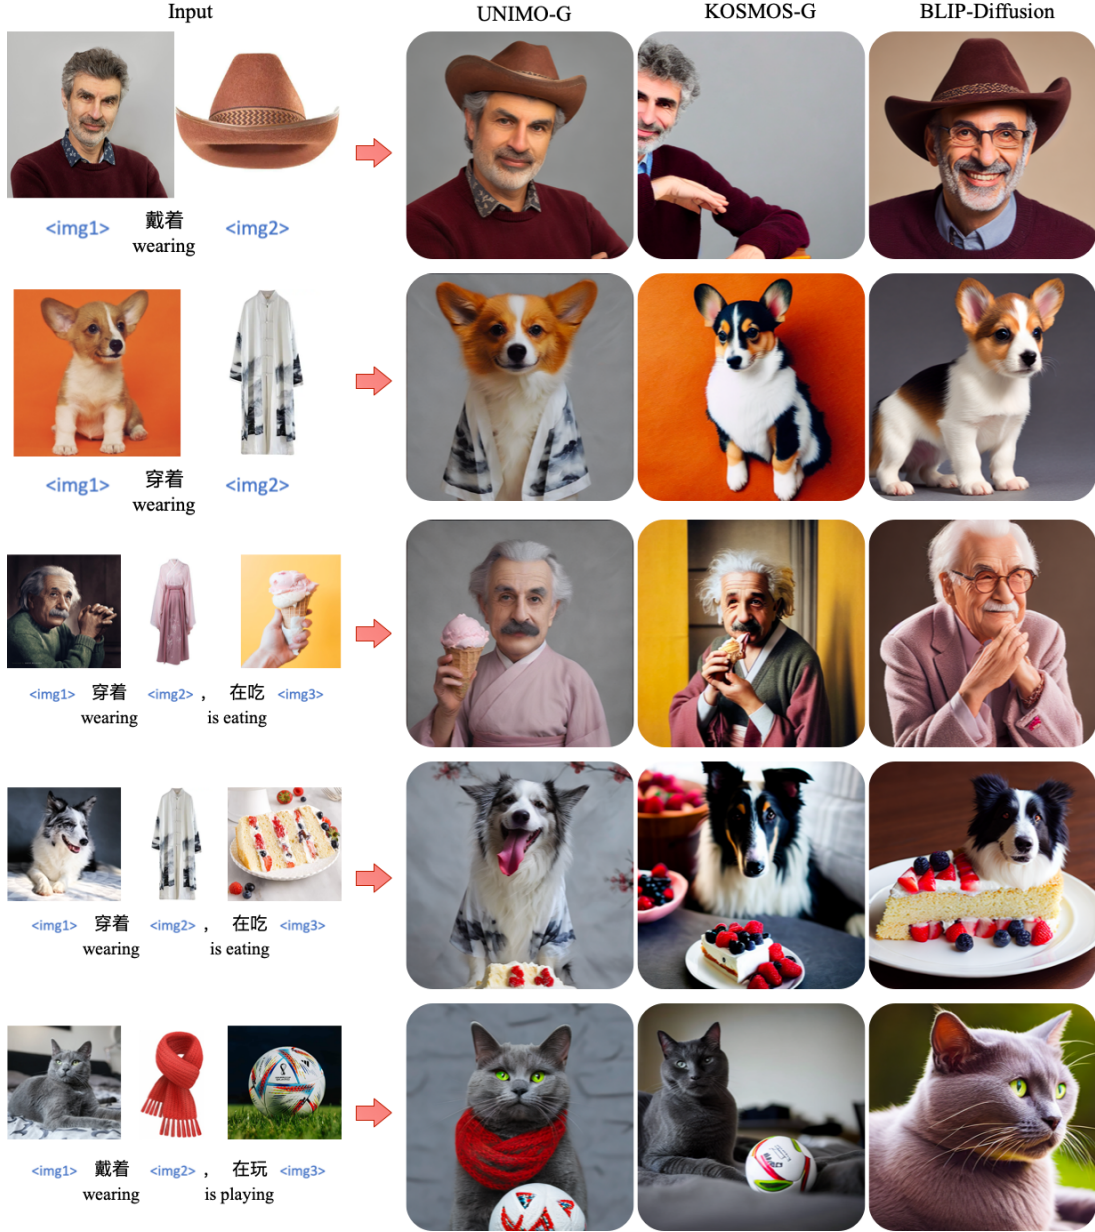 Input UNIMO-G KOSMOS-G BLIP-Diffusion
<img1> 戴着 <img2>
wearing
<img1> 穿着 <img2>
wearing
<img1> 穿着 <img2> ， 在吃 <img3>
wearing is eating
<img1> 穿着 <img2> ， 在吃 <img3>
wearing is eating
<img1> 戴着 <img2> ， 在玩 <img3>
wearing is playing